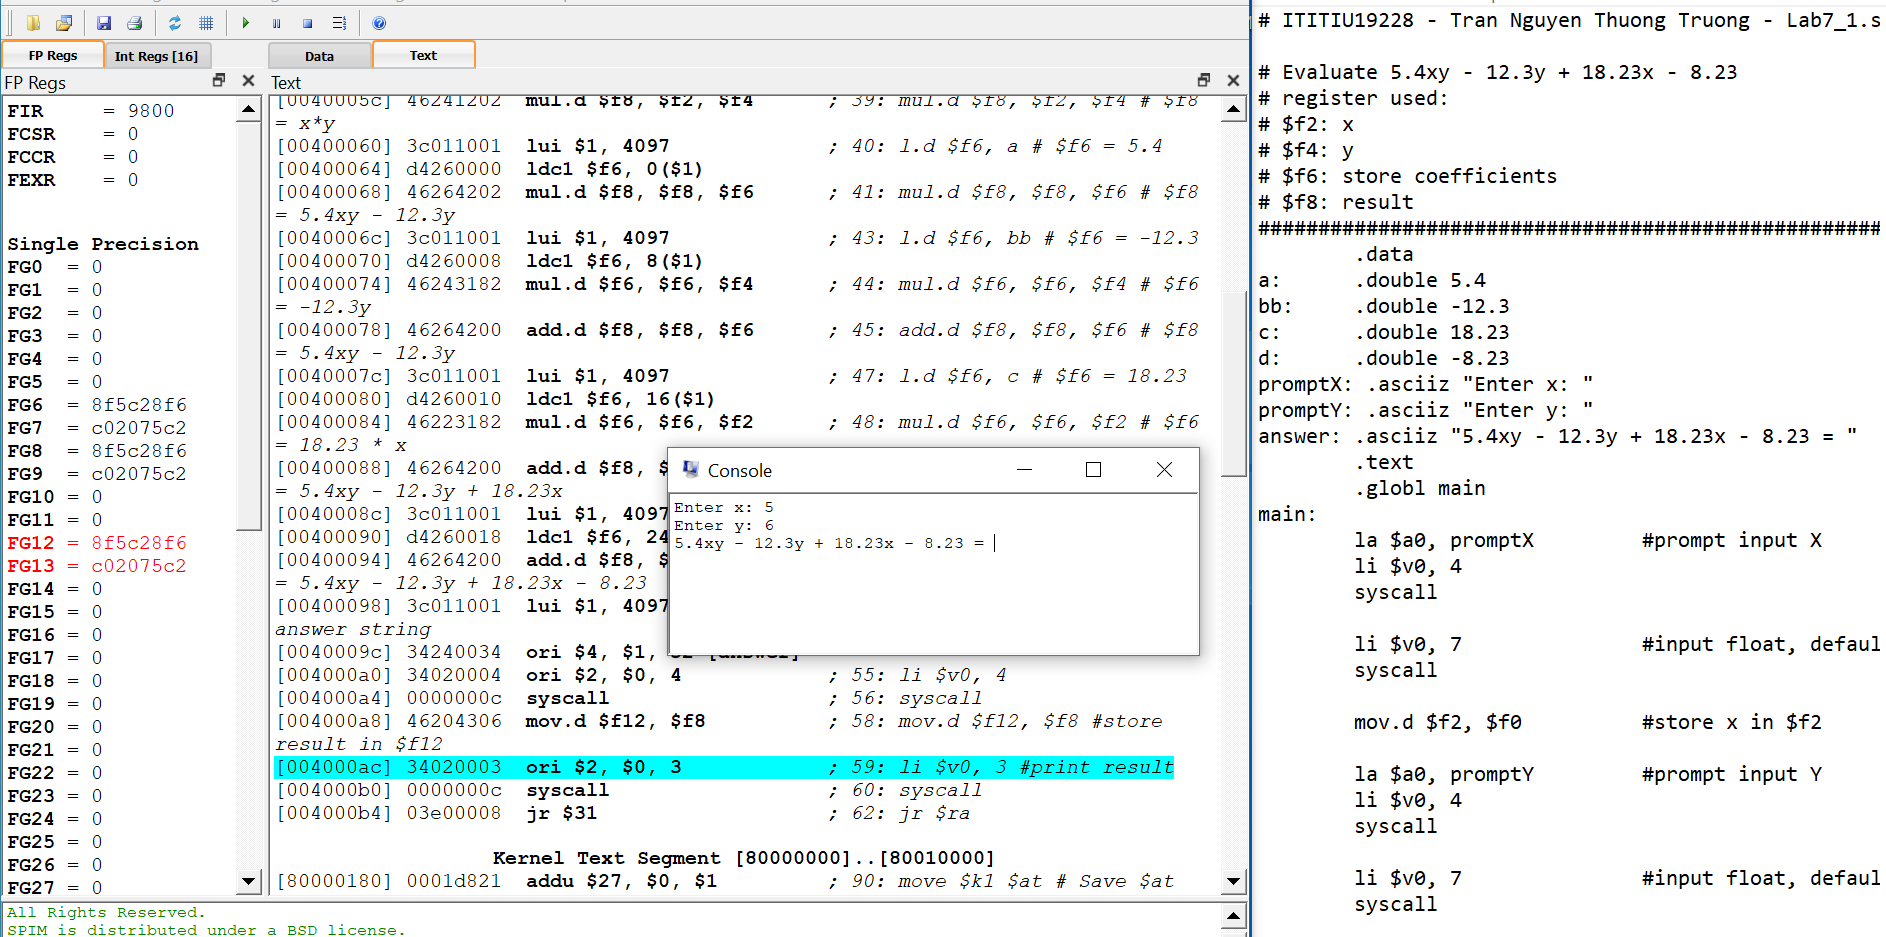 FP Regs
Int Regs [16]
Data
Text
FP Regs
Text
FIR = 9800
FCSR = 0
FCCR = 0
FEXR = 0
Single Precision
FG0 = 0
FG1 = 0
FG2 = 0
FG3 = 0
FG4 = 0
FG5 = 0
FG6 = 8f5c28f6
FG7 = c02075c2
FG8 = 8f5c28f6
FG9 = c02075c2
FG10 = 0
FG11 = 0
FG12 = 8f5c28f6
FG13 = c02075c2
FG14 = 0
FG15 = 0
FG16 = 0
FG17 = 0
FG18 = 0
FG19 = 0
FG20 = 0
FG21 = 0
FG22 = 0
FG23 = 0
FG24 = 0
FG25 = 0
FG26 = 0
FG27 = 0
[0040005c] 46241202 mul.d $f8, $f2, $f4 ; 39: mul.d $f8, $f2, $f4 # $f8
= x*y
[00400060] 3c011001 lui $1, 4097 ; 40: l.d $f6, a # $f6 = 5.4
[00400064] d4260000 ldc1 $f6, 0($1)
[00400068] 46264202 mul.d $f8, $f8, $f6 ; 41: mul.d $f8, $f8, $f6 # $f8
= 5.4xy - 12.3y
[0040006c] 3c011001 lui $1, 4097 ; 43: l.d $f6, bb # $f6 = -12.3
[00400070] d4260008 ldc1 $f6, 8($1)
[00400074] 46243182 mul.d $f6, $f6, $f4 ; 44: mul.d $f6, $f6, $f4 # $f6
= -12.3y
[00400078] 46264200 add.d $f8, $f8, $f6 ; 45: add.d $f8, $f8, $f6 # $f8
= 5.4xy - 12.3y
[0040007c] 3c011001 lui $1, 4097 ; 47: l.d $f6, c # $f6 = 18.23
[00400080] d4260010 ldc1 $f6, 16($1)
[00400084] 46223182 mul.d $f6, $f6, $f2 ; 48: mul.d $f6, $f6, $f2 # $f6
= 18.23 * x
[00400088] 46264200 add.d $f8, $
= 5.4xy - 12.3y + 18.23x
[0040008c] 3c011001 lui $1, 4097
[00400090] d4260018 ldc1 $f6, 24
[00400094] 46264200 add.d $f8, $
= 5.4xy - 12.3y + 18.23x - 8.23
[00400098] 3c011001 lui $1, 4097
answer string
[0040009c] 34240034 ori $4, $1,
[004000a0] 34020004 ori $2, $0, 4 ; 55: li $v0, 4
[004000a4] 0000000c syscall ; 56: syscall
[004000a8] 46204306 mov.d $f12, $f8 ; 58: mov.d $f12, $f8 #store
result in $f12
[004000ac] 34020003 ori $2, $0, 3 ; 59: li $v0, 3 #print result
[004000b0] 0000000c syscall ; 60: syscall
[004000b4] 03e00008 jr $31 ; 62: jr $ra
Kernel Text Segment [80000000]..[80010000]
[80000180] 0001d821 addu $27, $0, $1 ; 90: move $k1 $at # Save $at
Console
Enter x: 5
Enter y: 6
5.4xy - 12.3y + 18.23x - 8.23 =
All Rights Reserved.
SPIM is distributed under a BSD license.
# ITITIU19228 - Tran Nguyen Thuong Truong - Lab7_1.s
# Evaluate 5.4xy - 12.3y + 18.23x - 8.23
# register used:
# $f2: x
# $f4: y
# $f6: store coefficients
# $f8: result
####################################################
.data
a: .double 5.4
bb: .double -12.3
c: .double 18.23
d: .double -8.23
promptX: .asciiz "Enter x: "
promptY: .asciiz "Enter y: "
answer: .asciiz "5.4xy - 12.3y + 18.23x - 8.23 = "
.text
.globl main
main:
la $a0, promptX #prompt input X
li $v0, 4
syscall
li $v0, 7 #input float, defaul
syscall
mov.d $f2, $f0 #store x in $f2
la $a0, promptY #prompt input Y
li $v0, 4
syscall
li $v0, 7 #input float, defaul
syscall